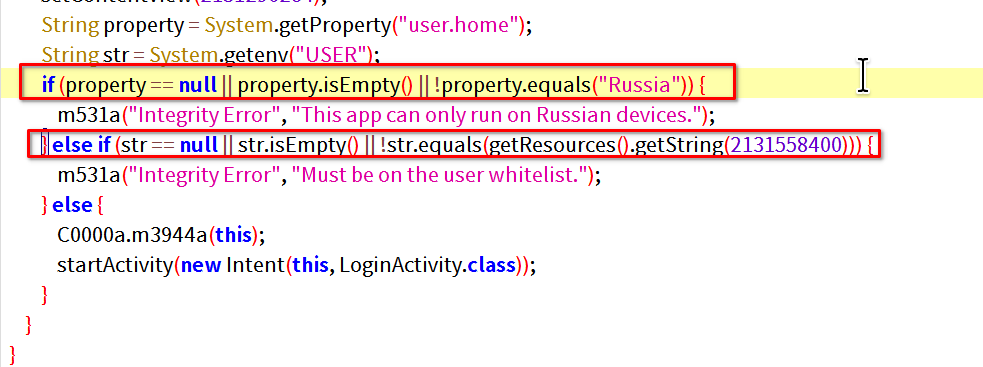 setContentView(2131296284);
String property = System.getProperty("user.home");
String str = System.getenv("USER");
if (property == null || property.isEmpty() || !property.equals("Russia")) {
m531a("Integrity Error", "This app can only run on Russian devices.");
} else if (str == null || str.isEmpty() || !str.equals(getResources().getString(2131558400))) {
m531a("Integrity Error", "Must be on the user whitelist.");
} else {
C0000a.m3944a(this);
startActivity(new Intent(this, LoginActivity.class));
}
}
}